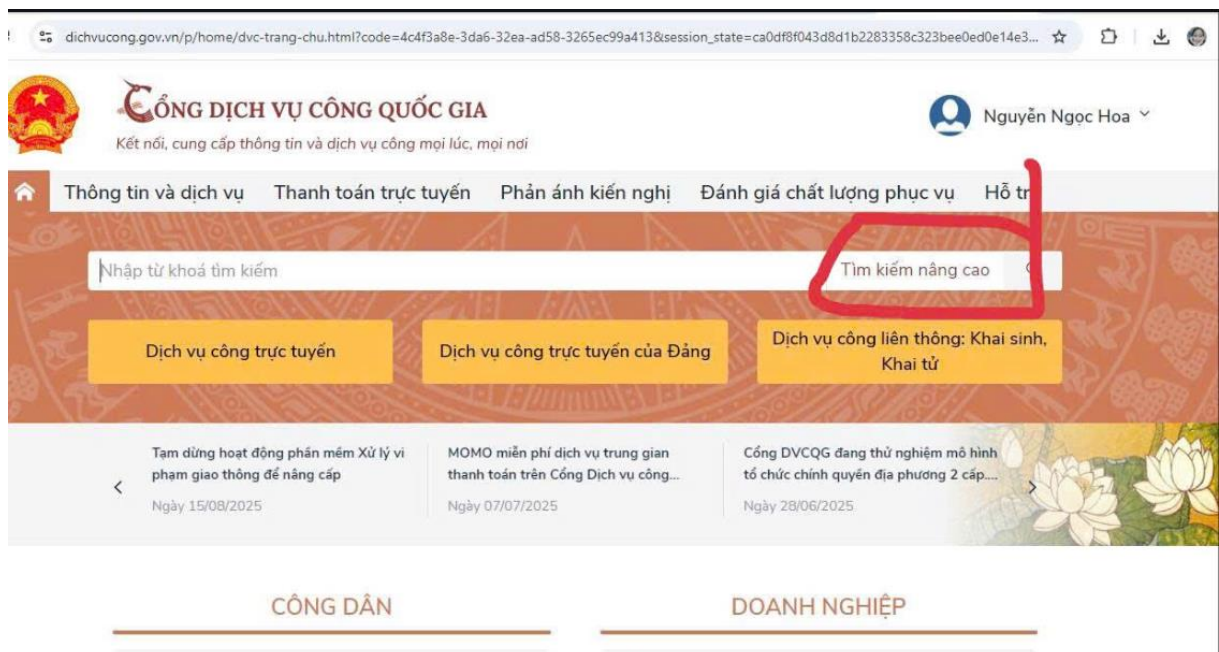 dichvucong.gov.vn/p/home/dvc-trang-chu.html?code=4c4f3a8e-3da6-32ea-ad58-3265ec99a413&session_state=ca0df8f043d8d1b2283358c323bee0ed0e14e3...
CỔNG DỊCH VỤ CÔNG QUỐC GIA
Kết nối, cung cấp thông tin và dịch vụ công mọi lúc, mọi nơi
Nguyễn Ngọc Hoa
Thông tin và dịch vụ Thanh toán trực tuyến Phản ánh kiến nghị Đánh giá chất lượng phục vụ Hỗ tr
Nhập từ khoá tìm kiếm Tìm kiếm nâng cao
Dịch vụ công trực tuyến
Dịch vụ công trực tuyến của Đảng
Dịch vụ công liên thông: Khai sinh,
Khai tử
Tạm dừng hoạt động phần mềm Xử lý vi
phạm giao thông để nâng cấp
Ngày 15/08/2025
MOMO miễn phí dịch vụ trung gian
thanh toán trên Cổng Dịch vụ công...
Ngày 07/07/2025
Cổng DVCQG đang thử nghiệm mô hình
tổ chức chính quyền địa phương 2 cấp....
Ngày 28/06/2025
CÔNG DÂN
DOANH NGHIỆP